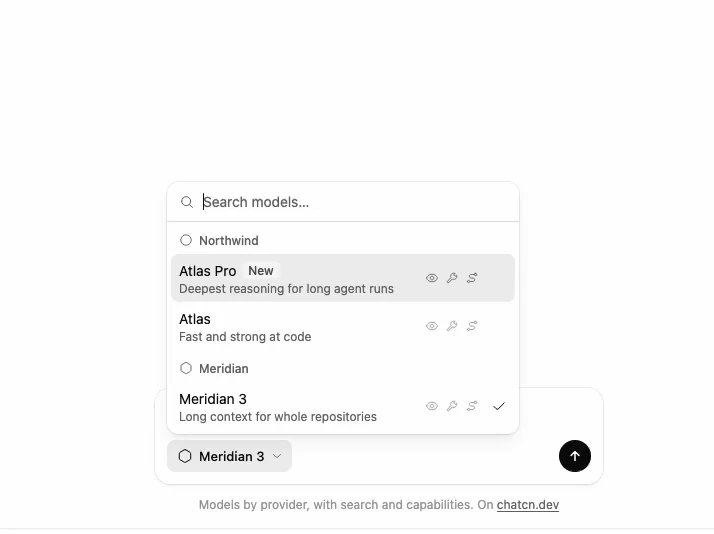 Search models...
Northwind
Atlas Pro New
Deepest reasoning for long agent runs
Atlas
Fast and strong at code
Meridian
Meridian 3
Long context for whole repositories
Meridian 3
Models by provider, with search and capabilities. On chatcn.dev